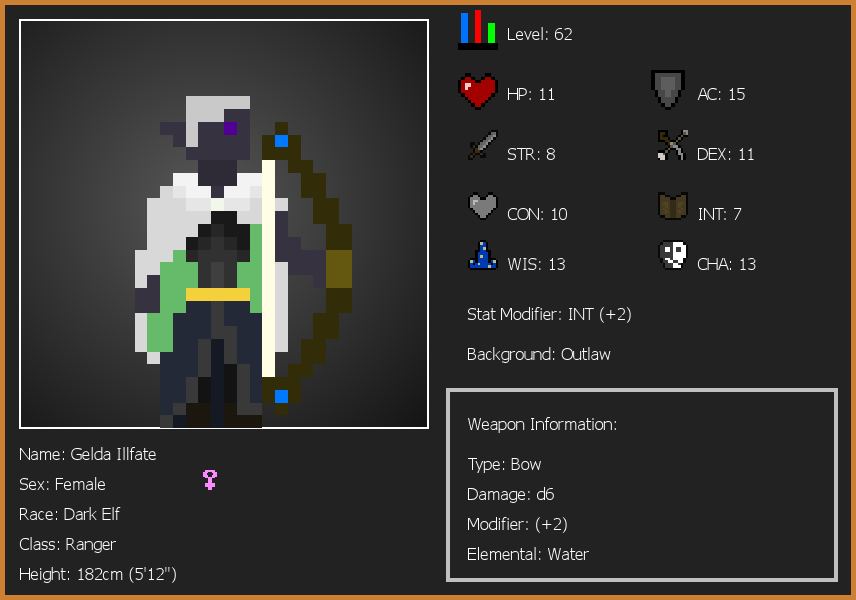 Level: 62
HP: 11
AC: 15
STR: 8
DEX: 11
CON: 10
INT: 7
WIS: 13
CHA: 13
Stat Modifier: INT (+2)
Background: Outlaw
Weapon Information:
Type: Bow
Damage: d6
Modifier: (+2)
Elemental: Water
Name: Gelda Illfate
Sex: Female
Race: Dark Elf
Class: Ranger
Height: 182cm (5'12")